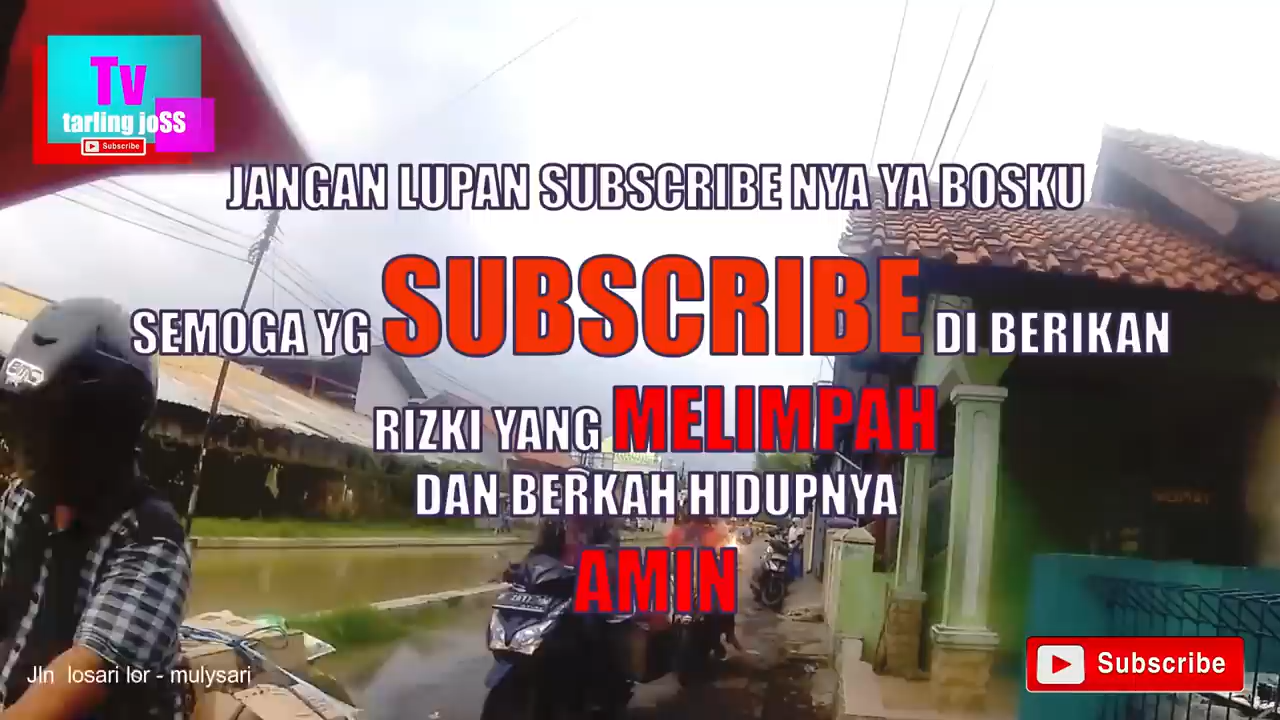 Tv
tarling joSS
Subscribe
JANGAN LUPAN SUBSCRIBE NYA YA BOSKU
SEMOGA YG SUBSCRIBE DI BERIKAN
RIZKI YANG MELIMPAH
DAN BERKAH HIDUPNYA
AMIN
Jln losari lor - mulysari
Subscribe